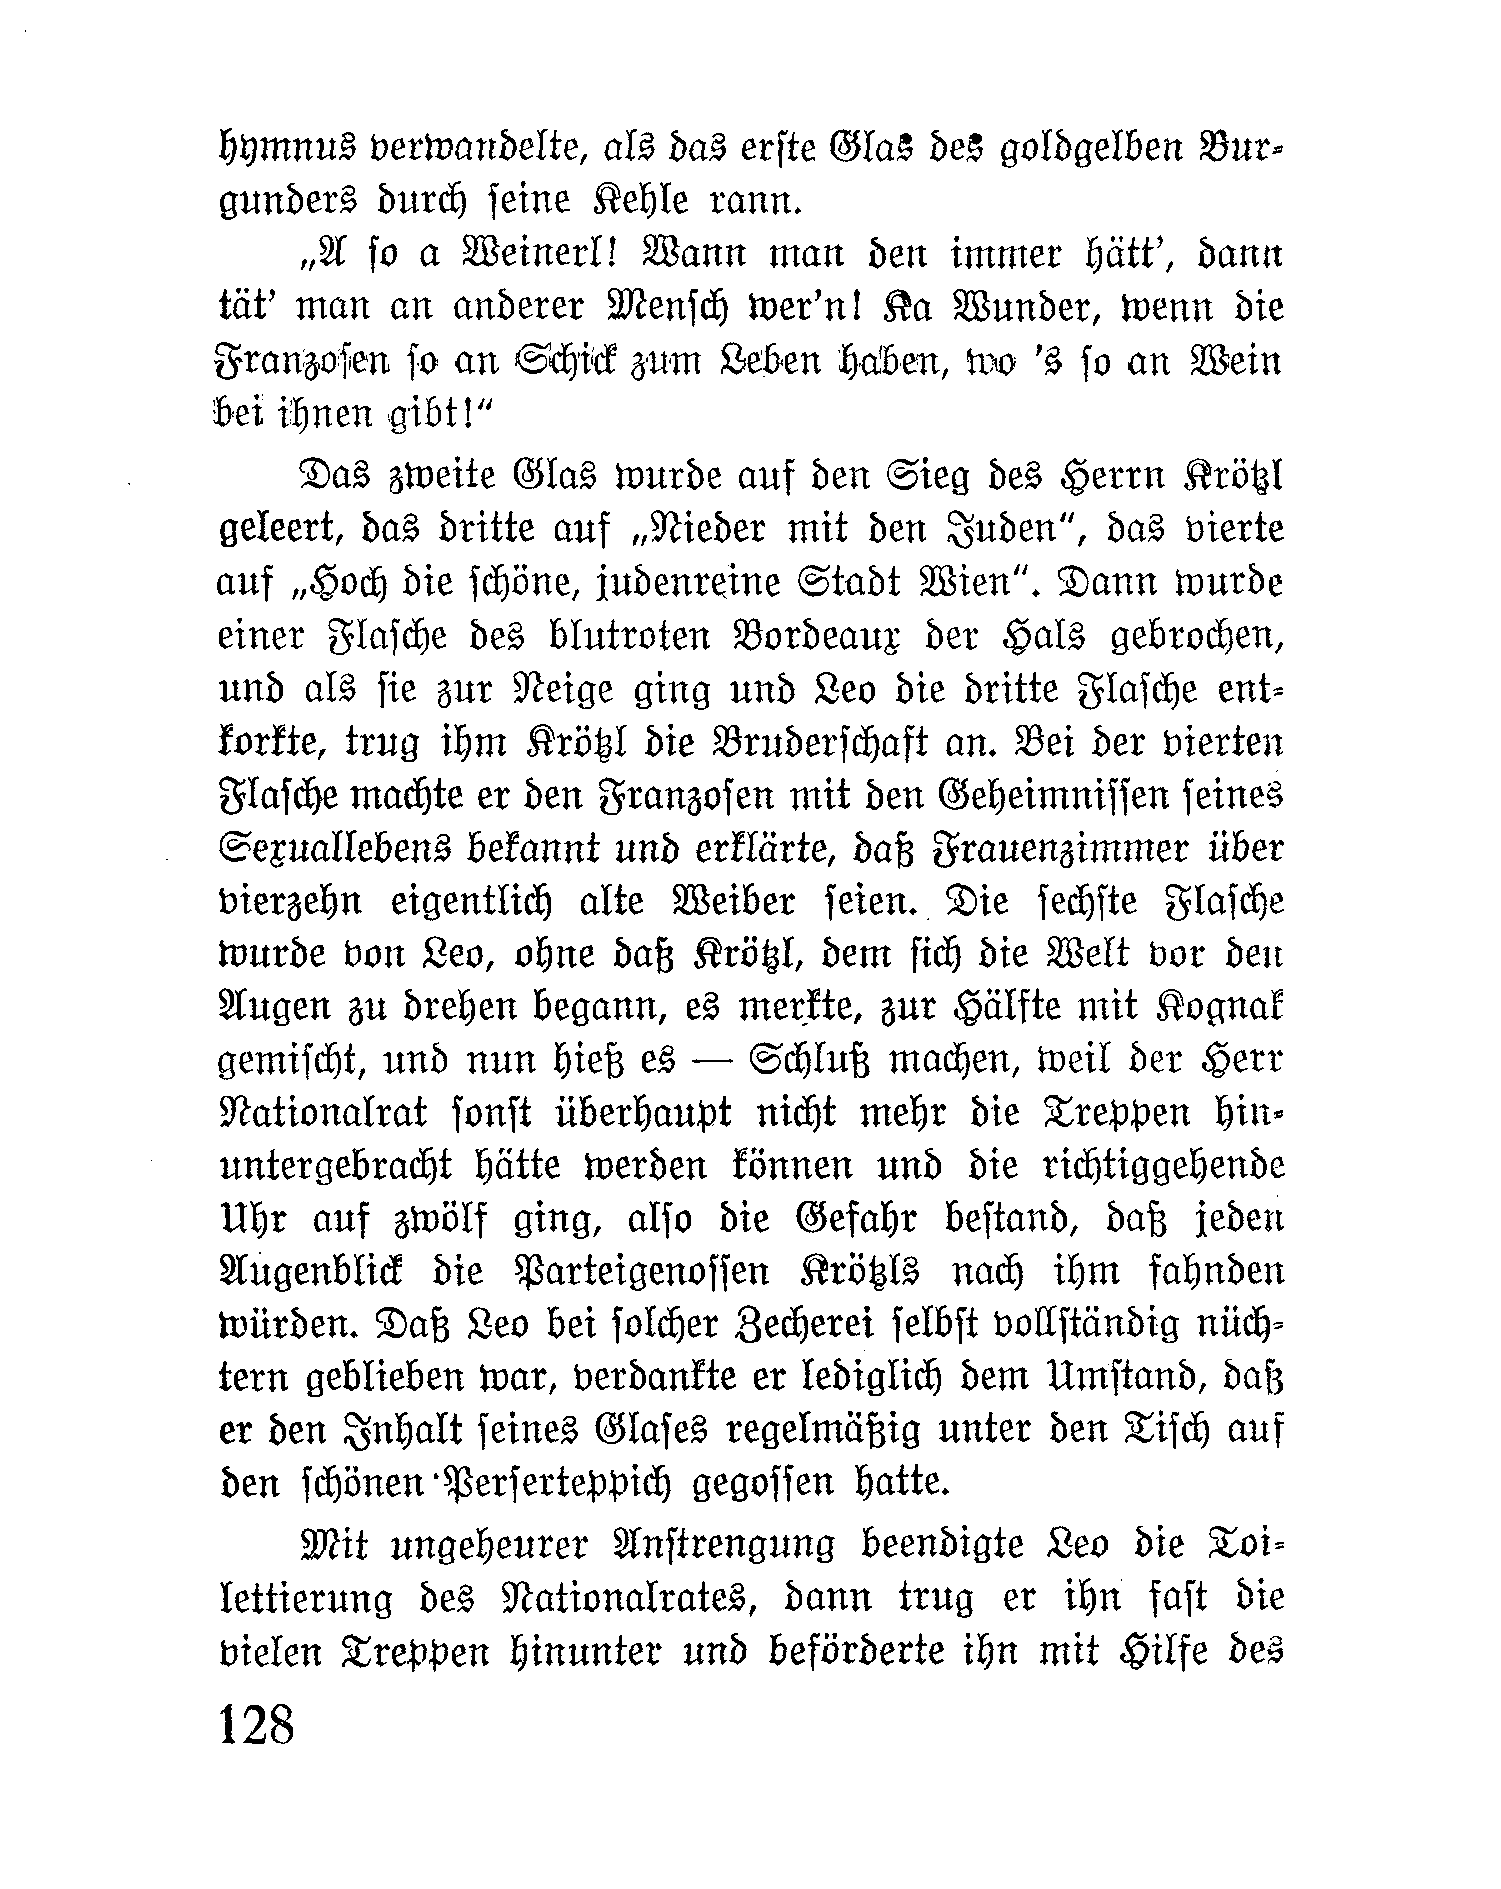 hymnus verwandelte, als das erste Glas des goldgelben Bur-
gunders durch seine Kehle rann.
„A so a Weinerl! Wann man den immer hätt', dann
tät' man an anderer Mensch wer'n! Ka Wunder, wenn die
Franzosen so an Schick zum Leben haben, wo 's so an Wein
bei ihnen gibt!“
Das zweite Glas wurde auf den Sieg des Herrn Krötzl
geleert, das dritte auf „Nieder mit den Juden“, das vierte
auf „Hoch die schöne, judenreine Stadt Wien“. Dann wurde
einer Flasche des blutroten Bordeaux der Hals gebrochen,
und als sie zur Neige ging und Leo die dritte Flasche ent-
korkte, trug ihm Krötzl die Bruderschaft an. Bei der vierten
Flasche machte er den Franzosen mit den Geheimnissen seines
Sexuallebens bekannt und erklärte, daß Frauenzimmer über
vierzehn eigentlich alte Weiber seien. Die sechste Flasche
wurde von Leo, ohne daß Krötzl, dem sich die Welt vor den
Augen zu drehen begann, es merkte, zur Hälfte mit Kognak
gemischt, und nun hieß es — Schluß machen, weil der Herr
Nationalrat sonst überhaupt nicht mehr die Treppen hin-
untergebracht hätte werden können und die richtiggehende
Uhr auf zwölf ging, also die Gefahr bestand, daß jeden
Augenblick die Parteigenossen Krötzls nach ihm fahnden
würden. Daß Leo bei solcher Zecherei selbst vollständig nüch-
tern geblieben war, verdankte er lediglich dem Umstand, daß
er den Inhalt seines Glases regelmäßig unter den Tisch auf
den schönen Perserteppich gegossen hatte.
Mit ungeheurer Anstrengung beendigte Leo die Toi-
lettierung des Nationalrates, dann trug er ihn fast die
vielen Treppen hinunter und beförderte ihn mit Hilfe des
128